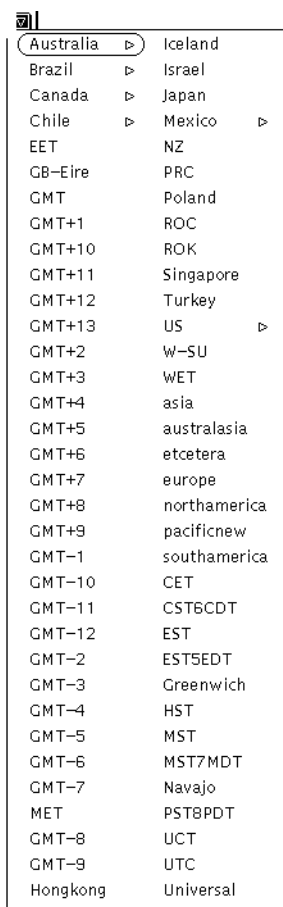 Australia
Brazil
Canada
Chile
EET
GB-Eire
GMT
GMT+1
GMT+10
GMT+11
GMT+12
GMT+13
GMT+2
GMT+3
GMT+4
GMT+5
GMT+6
GMT+7
GMT+8
GMT+9
GMT-1
GMT-10
GMT-11
GMT-12
GMT-2
GMT-3
GMT-4
GMT-5
GMT-6
GMT-7
MET
GMT-8
GMT-9
Hongkong
Iceland
Israel
Japan
Mexico
NZ
PRC
Poland
ROC
ROK
Singapore
Turkey
US
W-SU
WET
asia
australasia
etcetera
europe
northamerica
pacificnew
southamerica
CET
CST6CDT
EST
EST5EDT
Greenwich
HST
MST
MST7MDT
Navajo
PST8PDT
UCT
UTC
Universal